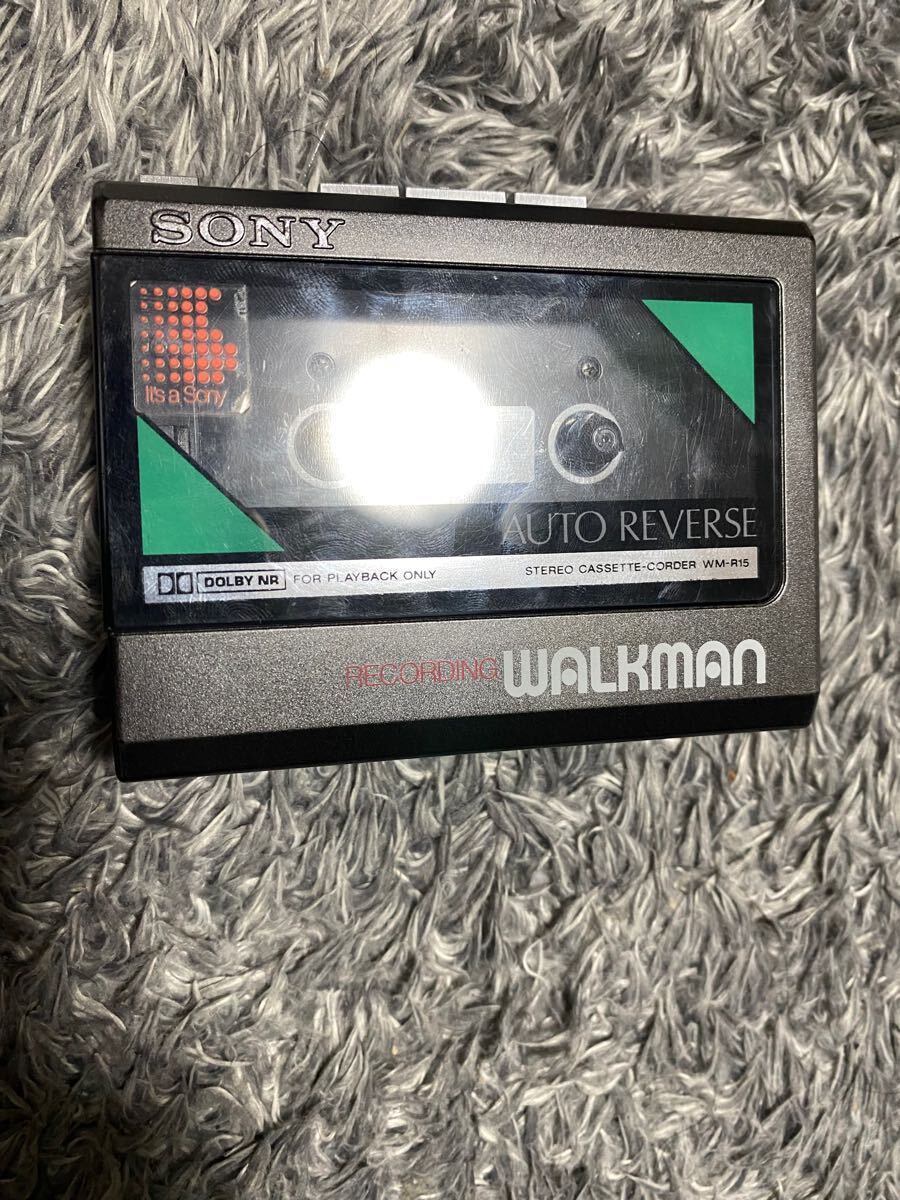 SONY
It's a Sony
AUTO REVERSE
DOLBY NR FOR PLAYBACK ONLY
STEREO CASSETTE-CORDER WM-R15
RECORDING WALKMAN